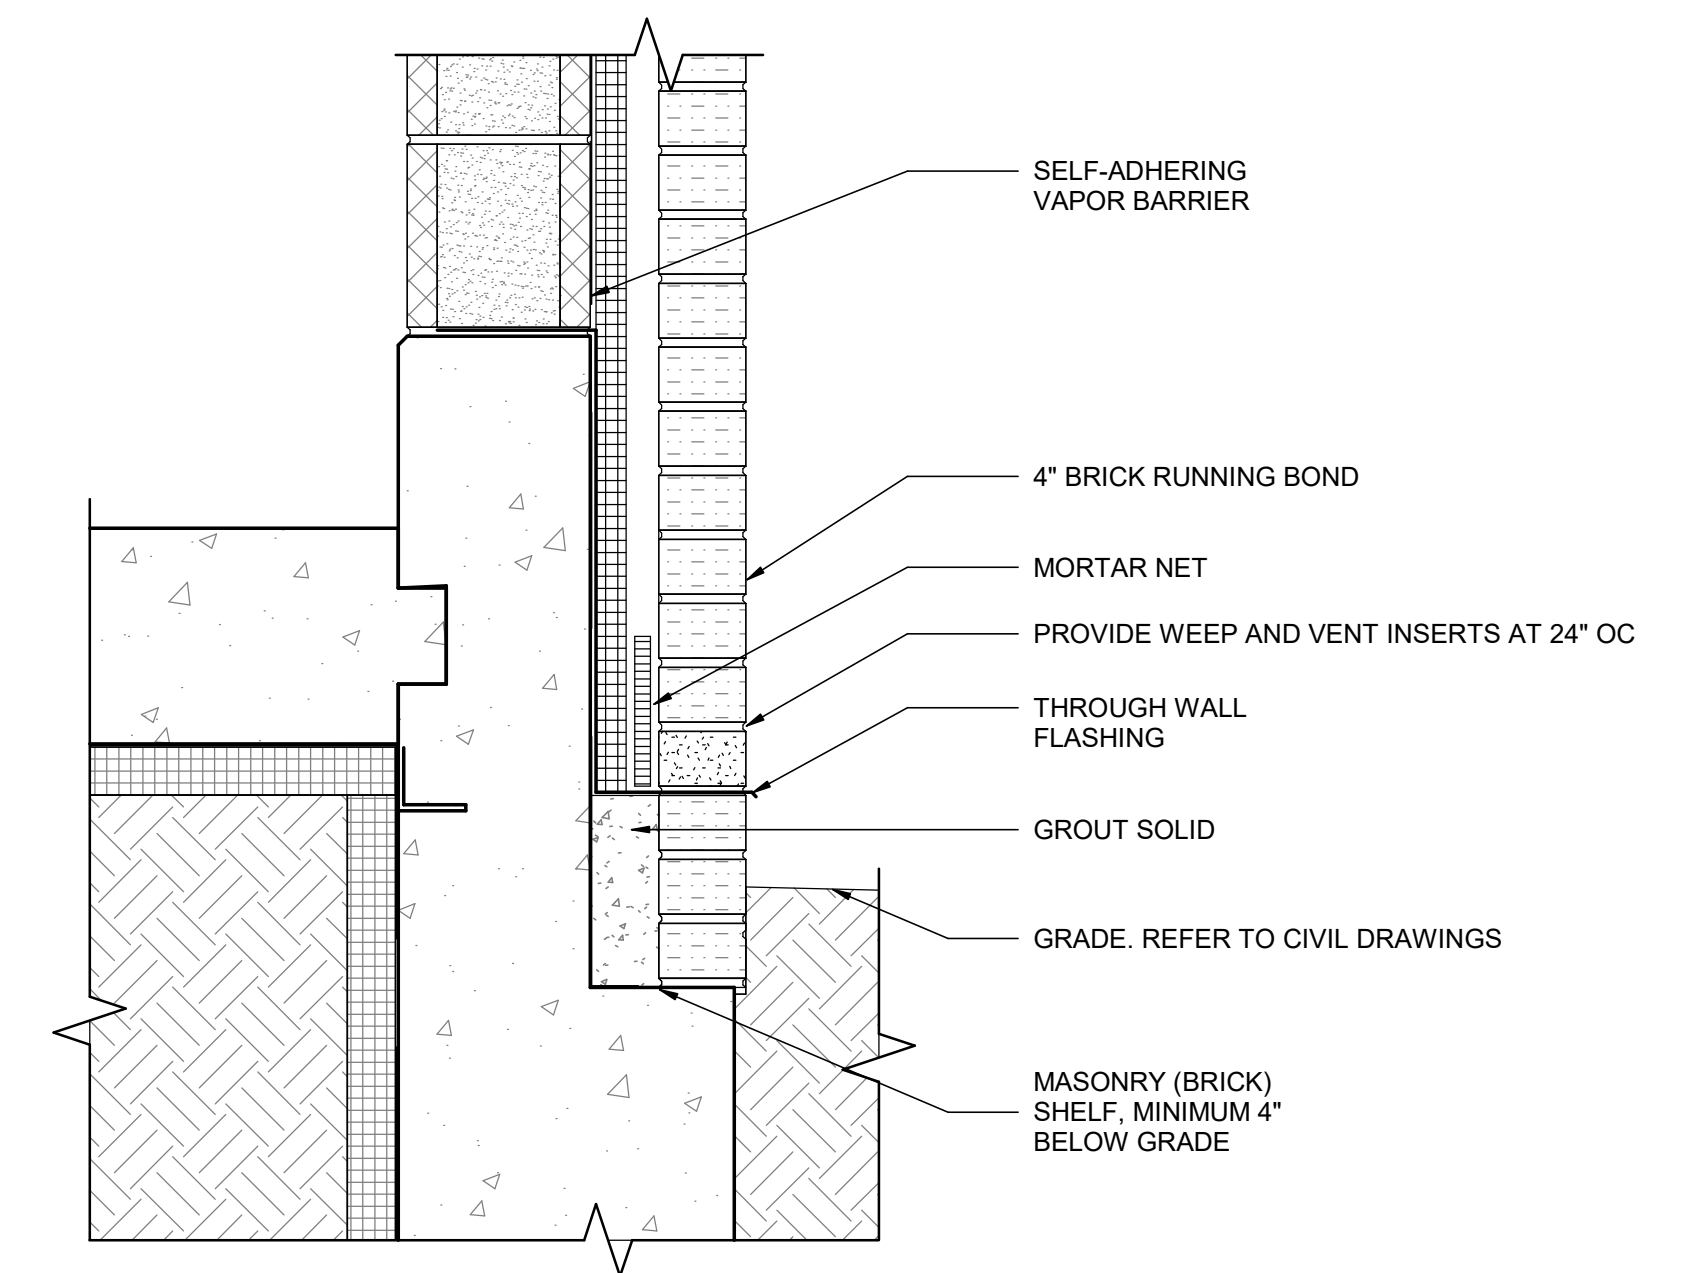 SELF-ADHERING
VAPOR BARRIER
4" BRICK RUNNING BOND
MORTAR NET
PROVIDE WEEP AND VENT INSERTS AT 24" OC
THROUGH WALL
FLASHING
GROUT SOLID
GRADE. REFER TO CIVIL DRAWINGS
MASONRY (BRICK)
SHELF, MINIMUM 4"
BELOW GRADE